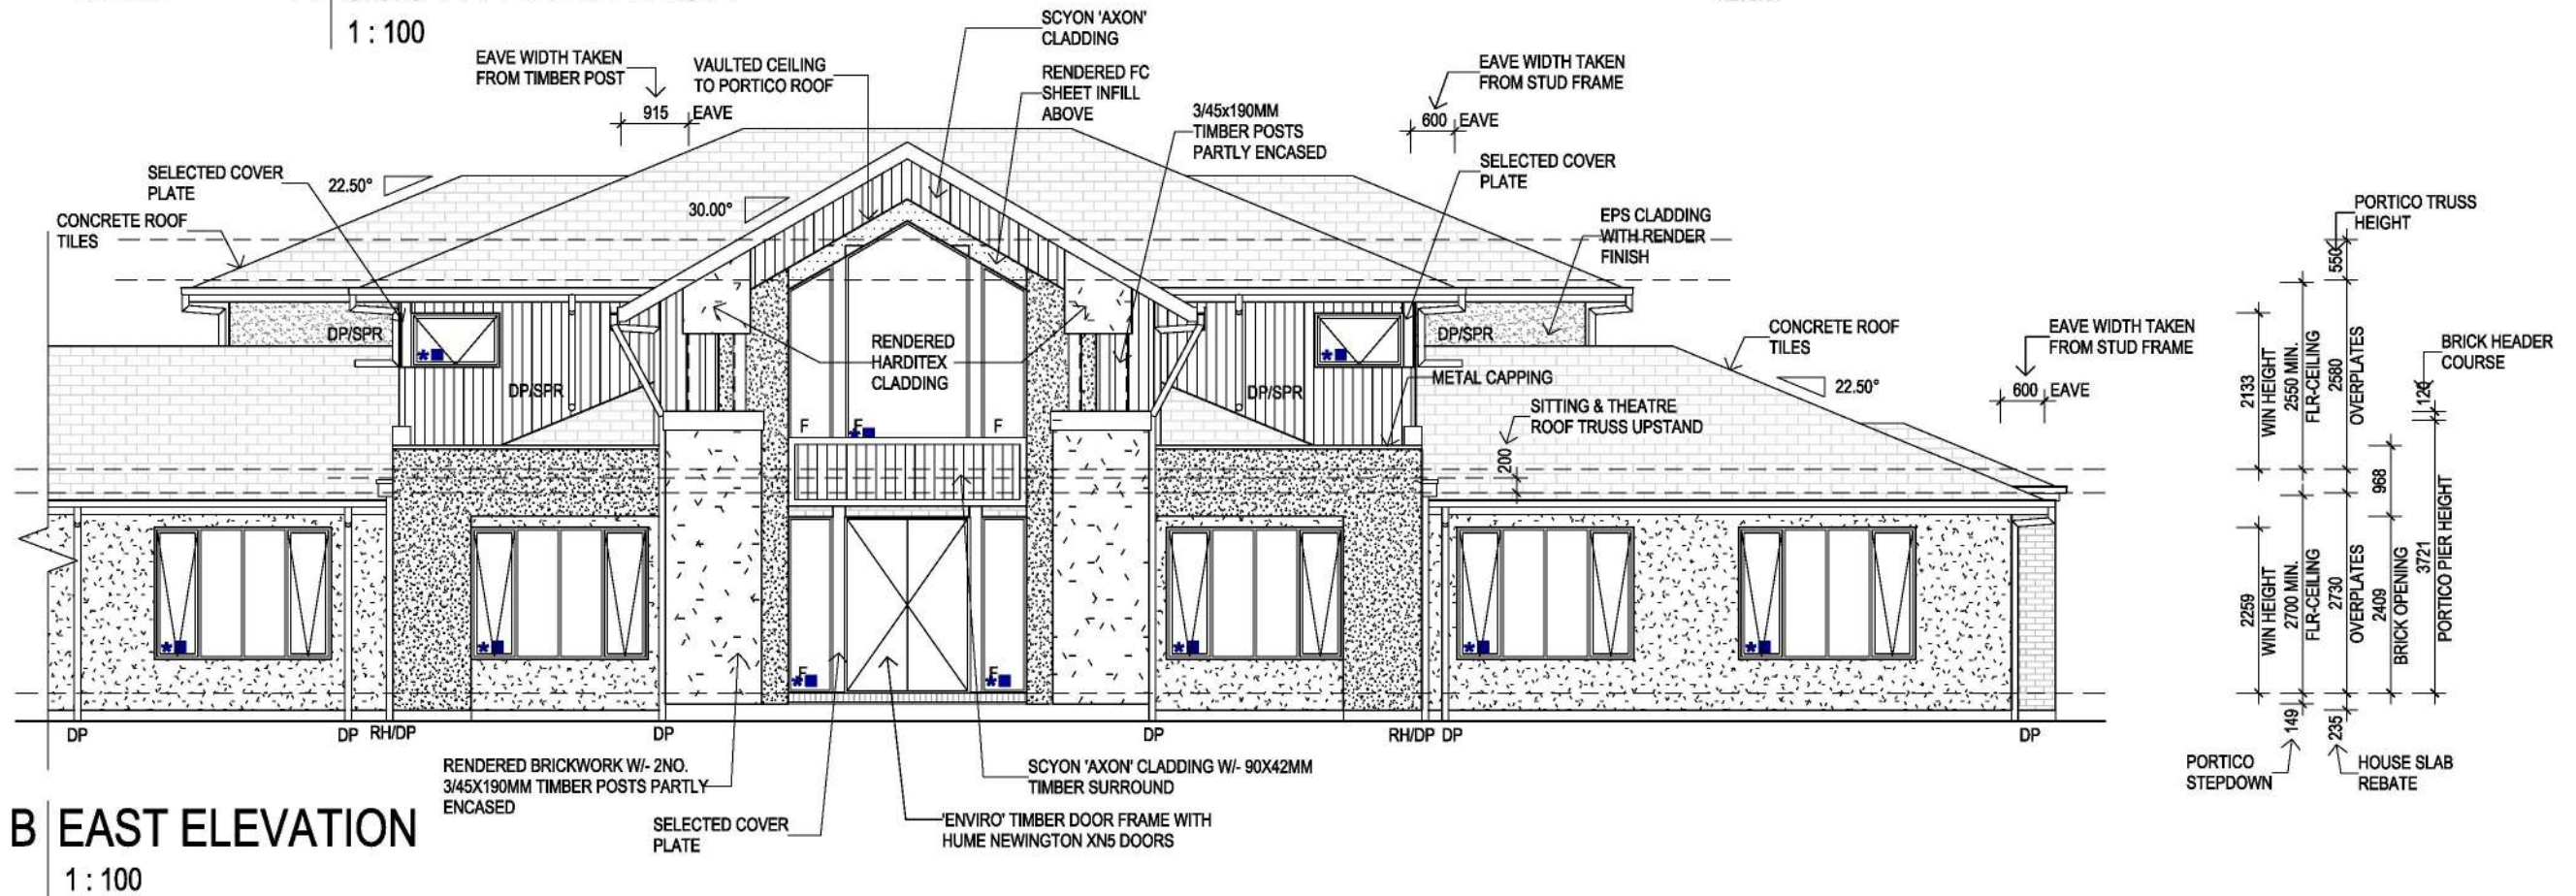 1 : 100
SCYON 'AXON'
CLADDING
EAVE WIDTH TAKEN
FROM TIMBER POST
VAULTED CEILING
TO PORTICO ROOF
RENDERED FC
SHEET INFILL
ABOVE
EAVE WIDTH TAKEN
FROM STUD FRAME
915 EAVE
3/45x190MM
TIMBER POSTS
PARTLY ENCASED
600 EAVE
SELECTED COVER
PLATE
22.50°
SELECTED COVER
PLATE
30.00°
CONCRETE ROOF
TILES
EPS CLADDING
WITH RENDER
FINISH
PORTICO TRUSS
HEIGHT
550
DP/SPR
RENDERED
HARDITEX
CLADDING
DP/SPR
CONCRETE ROOF
TILES
EAVE WIDTH TAKEN
FROM STUD FRAME
BRICK HEADER
COURSE
*
*
DP/SPR
DP/SPR
METAL CAPPING
22.50°
600 EAVE
120
SITTING & THEATRE
ROOF TRUSS UPSTAND
200
F
F
F
*
2133
WIN HEIGHT
2550 MIN.
FLR-CEILING
2580
OVERPLATES
968
2259
WIN HEIGHT
2700 MIN.
FLR-CEILING
2730
OVERPLATES
2409
BRICK OPENING
3721
PORTICO PIER HEIGHT
*
*
*
*
*
F
*
F
*
149
235
DP
DP
RH/DP
DP
DP
RH/DP
DP
DP
PORTICO
STEPDOWN
HOUSE SLAB
REBATE
RENDERED BRICKWORK W/- 2NO.
3/45X190MM TIMBER POSTS PARTLY
ENCASED
SCYON 'AXON' CLADDING W/- 90X42MM
TIMBER SURROUND
SELECTED COVER
PLATE
'ENVIRO' TIMBER DOOR FRAME WITH
HUME NEWINGTON XN5 DOORS
B EAST ELEVATION
1 : 100